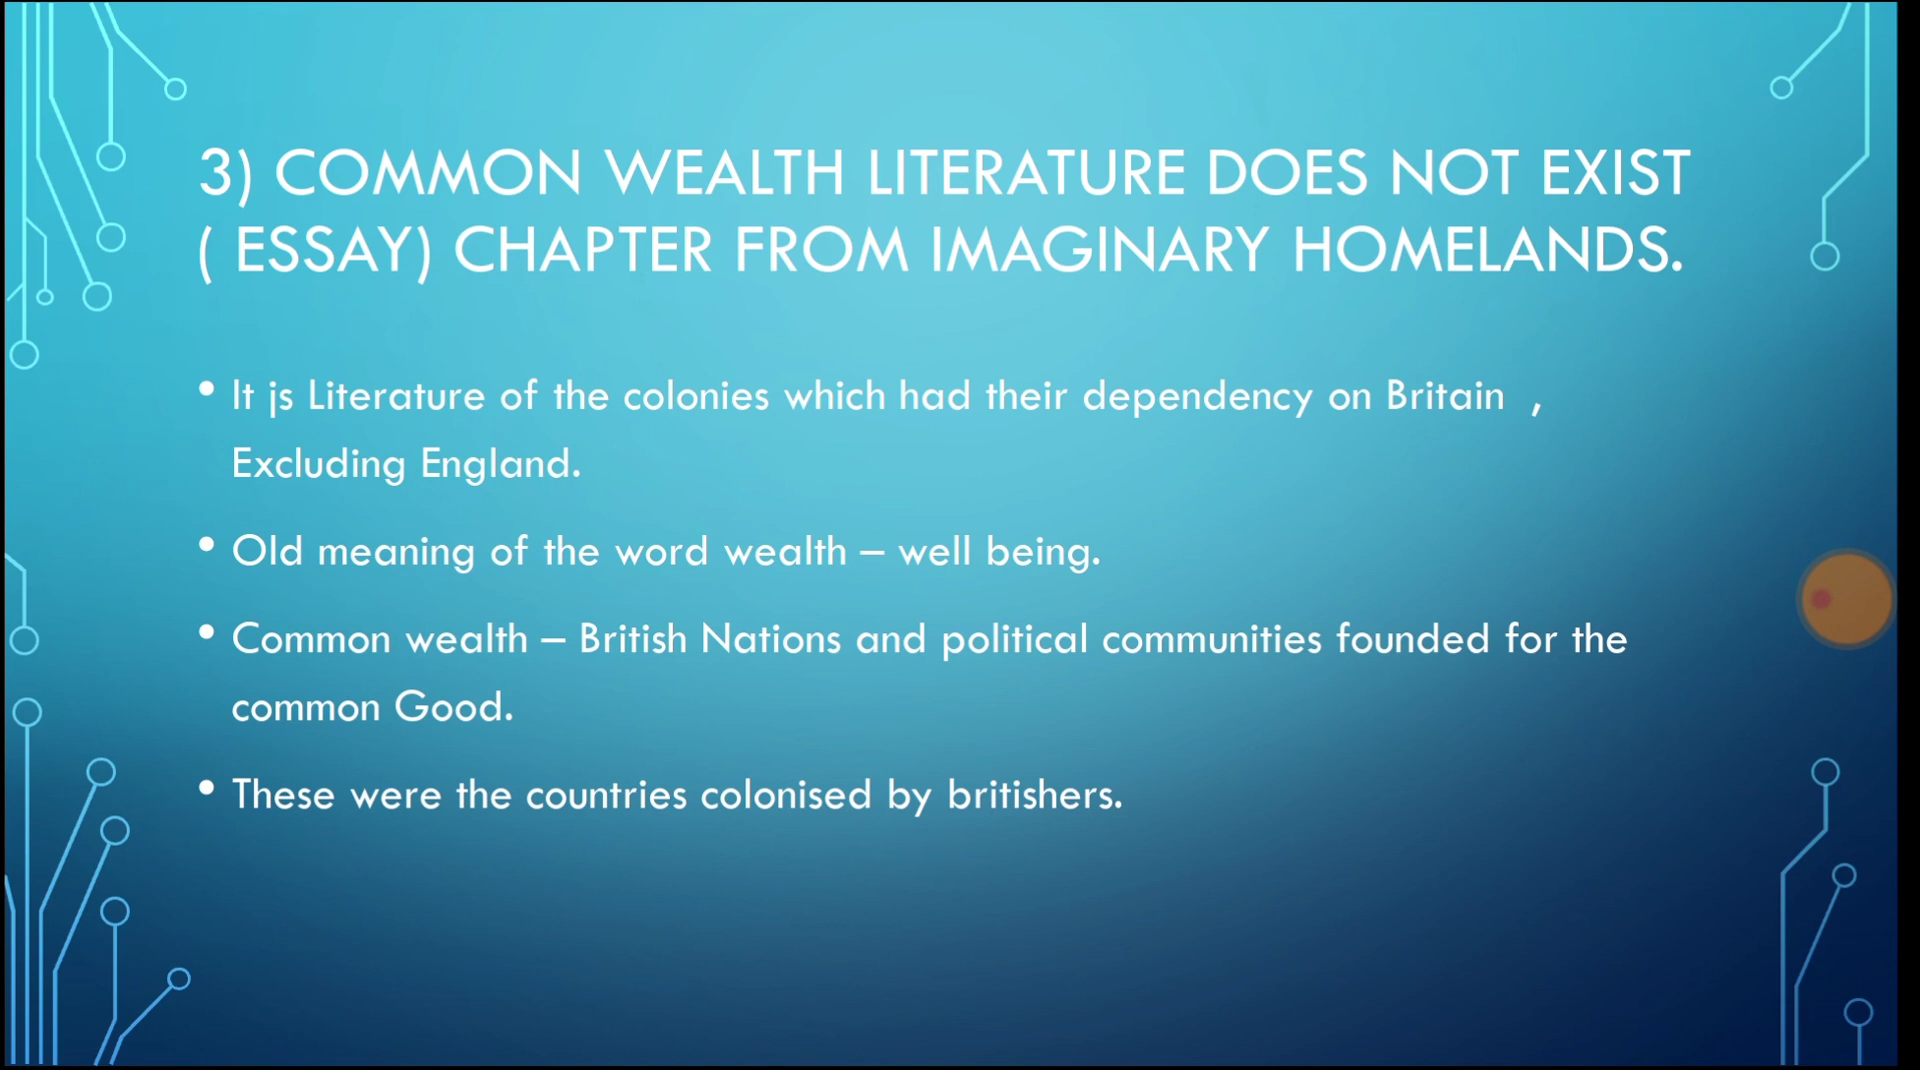 3) COMMON WEALTH LITERATURE DOES NOT EXIST
( ESSAY) CHAPTER FROM IMAGINARY HOMELANDS.
• It js Literature of the colonies which had their dependency on Britain  ,
Excluding England.
• Old meaning of the word wealth – well being.
• Common wealth – British Nations and political communities founded for the
common Good.
• These were the countries colonised by britishers.